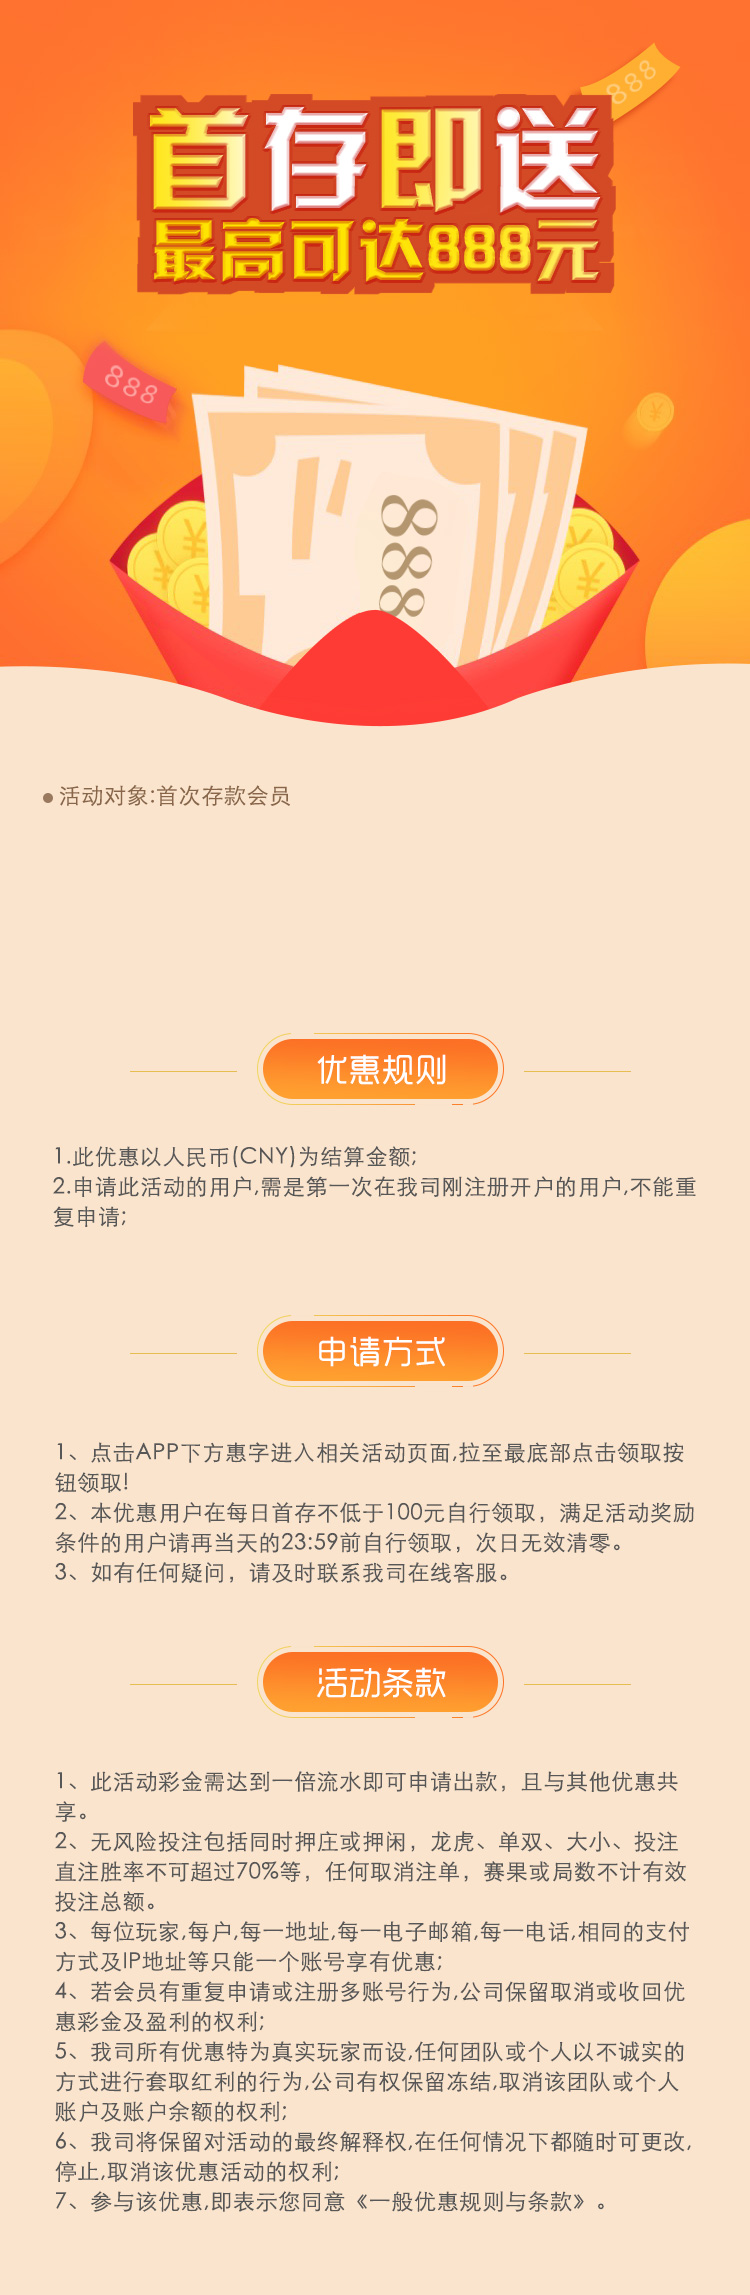 888
首存即送
最高可达888元
888
¥
888
¥
¥
¥
¥
¥
活动对象:首次存款会员
优惠规则
1.此优惠以人民币(CNY)为结算金额;
2.申请此活动的用户,需是第一次在我司刚注册开户的用户,不能重
复申请;
申请方式
1、点击APP下方惠字进入相关活动页面,拉至最底部点击领取按
钮领取!
2、本优惠用户在每日首存不低于100元自行领取，满足活动奖励
条件的用户请再当天的23:59前自行领取，次日无效清零。
3、如有任何疑问，请及时联系我司在线客服。
活动条款
1、此活动彩金需达到一倍流水即可申请出款，且与其他优惠共
享。
2、无风险投注包括同时押庄或押闲，龙虎、单双、大小、投注
直注胜率不可超过70%等，任何取消注单，赛果或局数不计有效
投注总额。
3、每位玩家,每户,每一地址,每一电子邮箱,每一电话,相同的支付
方式及IP地址等只能一个账号享有优惠;
4、若会员有重复申请或注册多账号行为,公司保留取消或收回优
惠彩金及盈利的权利;
5、我司所有优惠特为真实玩家而设,任何团队或个人以不诚实的
方式进行套取红利的行为,公司有权保留冻结,取消该团队或个人
账户及账户余额的权利;
6、我司将保留对活动的最终解释权,在任何情况下都随时可更改,
停止,取消该优惠活动的权利;
7、参与该优惠,即表示您同意《一般优惠规则与条款》。